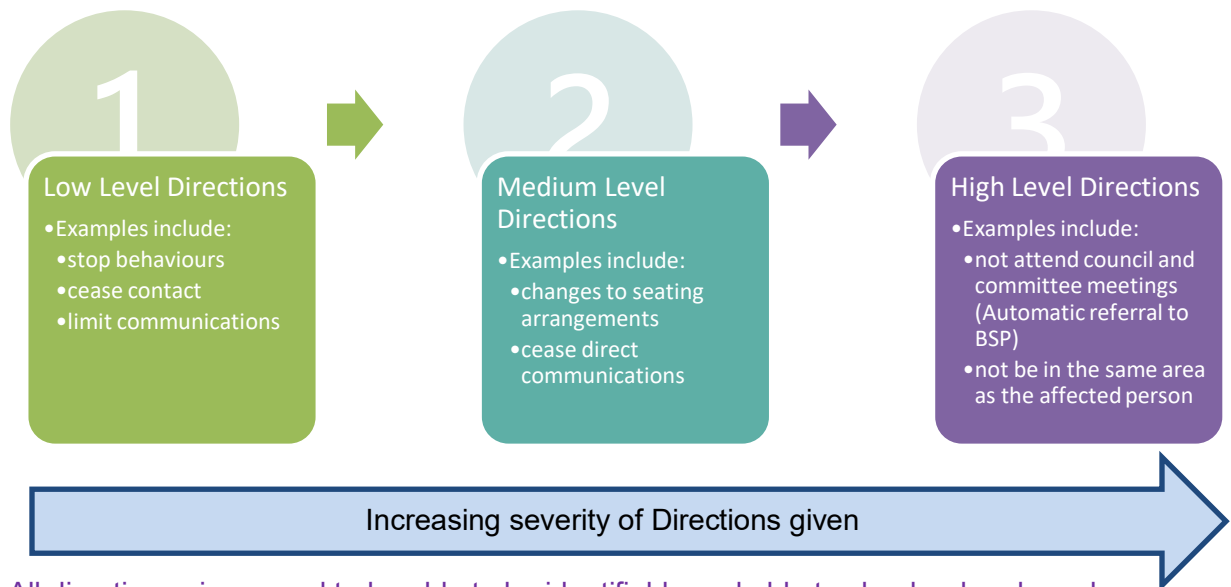 1
Low Level Directions
•Examples include:
•stop behaviours
•cease contact
•limit communications
2
Medium Level
Directions
•Examples include:
•changes to seating
arrangements
•cease direct
communications
3
High Level Directions
•Examples include:
•not attend council and
committee meetings
(Automatic referral to
BSP)
•not be in the same area
as the affected person
Increasing severity of Directions given